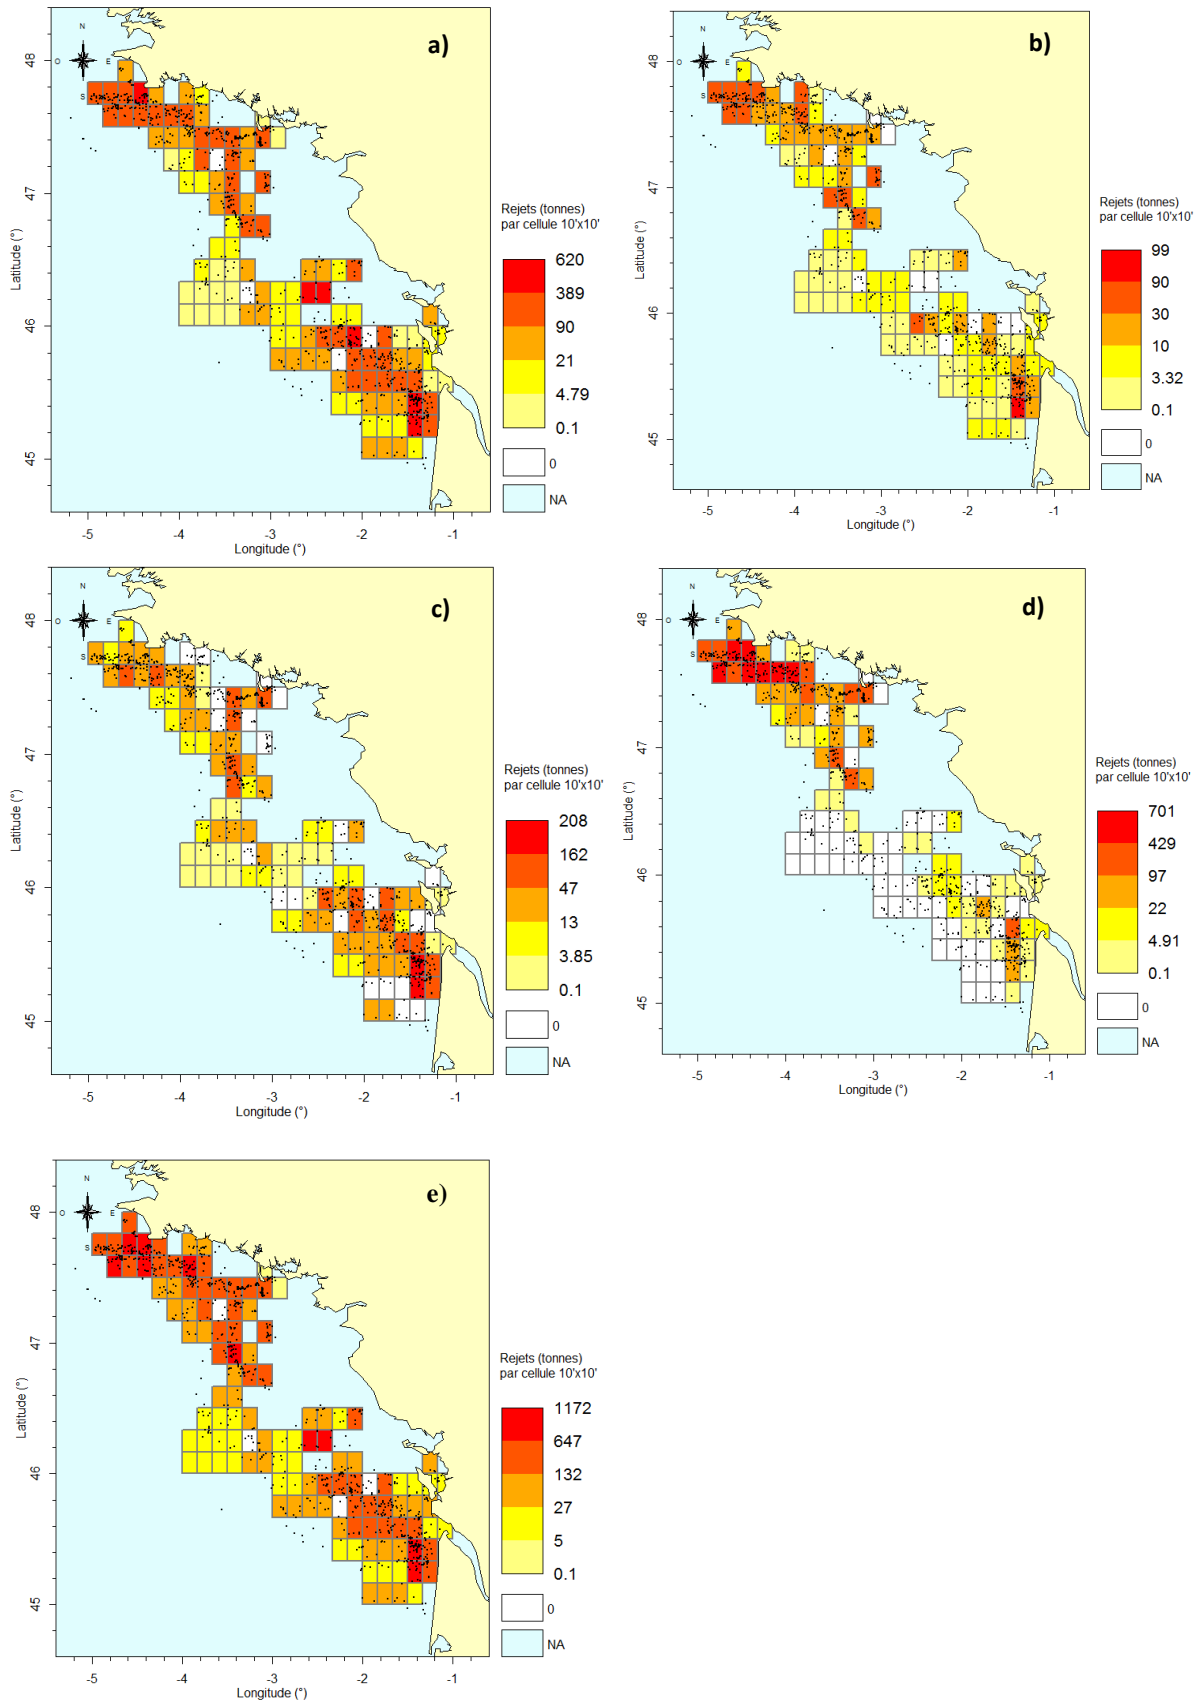 a)
N
O
E
S
48
47
46
45
Latitude (°)
-5
-4
-3
-2
-1
Longitude (°)
Rejets (tonnes)
par cellule 10'x10'
620
389
90
21
4.79
0.1
0
NA
b)
N
O
E
S
48
47
46
45
Latitude (°)
-5
-4
-3
-2
-1
Longitude (°)
Rejets (tonnes)
par cellule 10'x10'
99
90
30
10
3.32
0.1
0
NA
c)
N
O
E
S
48
47
46
45
Latitude (°)
-5
-4
-3
-2
-1
Longitude (°)
Rejets (tonnes)
par cellule 10'x10'
208
162
47
13
3.85
0.1
0
NA
d)
N
O
E
S
48
47
46
45
Latitude (°)
-5
-4
-3
-2
-1
Longitude (°)
Rejets (tonnes)
par cellule 10'x10'
701
429
97
22
4.91
0.1
0
NA
e)
N
O
E
S
48
47
46
45
Latitude (°)
-5
-4
-3
-2
-1
Longitude (°)
Rejets (tonnes)
par cellule 10'x10'
1172
647
132
27
5
0.1
0
NA